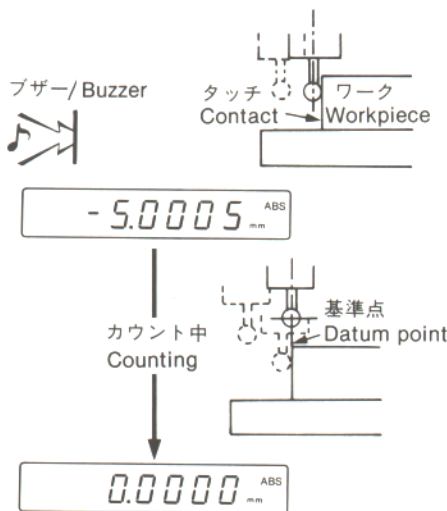 ブザー/Buzzer
タッチ
Contact
ワーク
Workpiece
-5.0005 mm ABS
カウント中
Counting
基準点
Datum point
0.0000 mm ABS